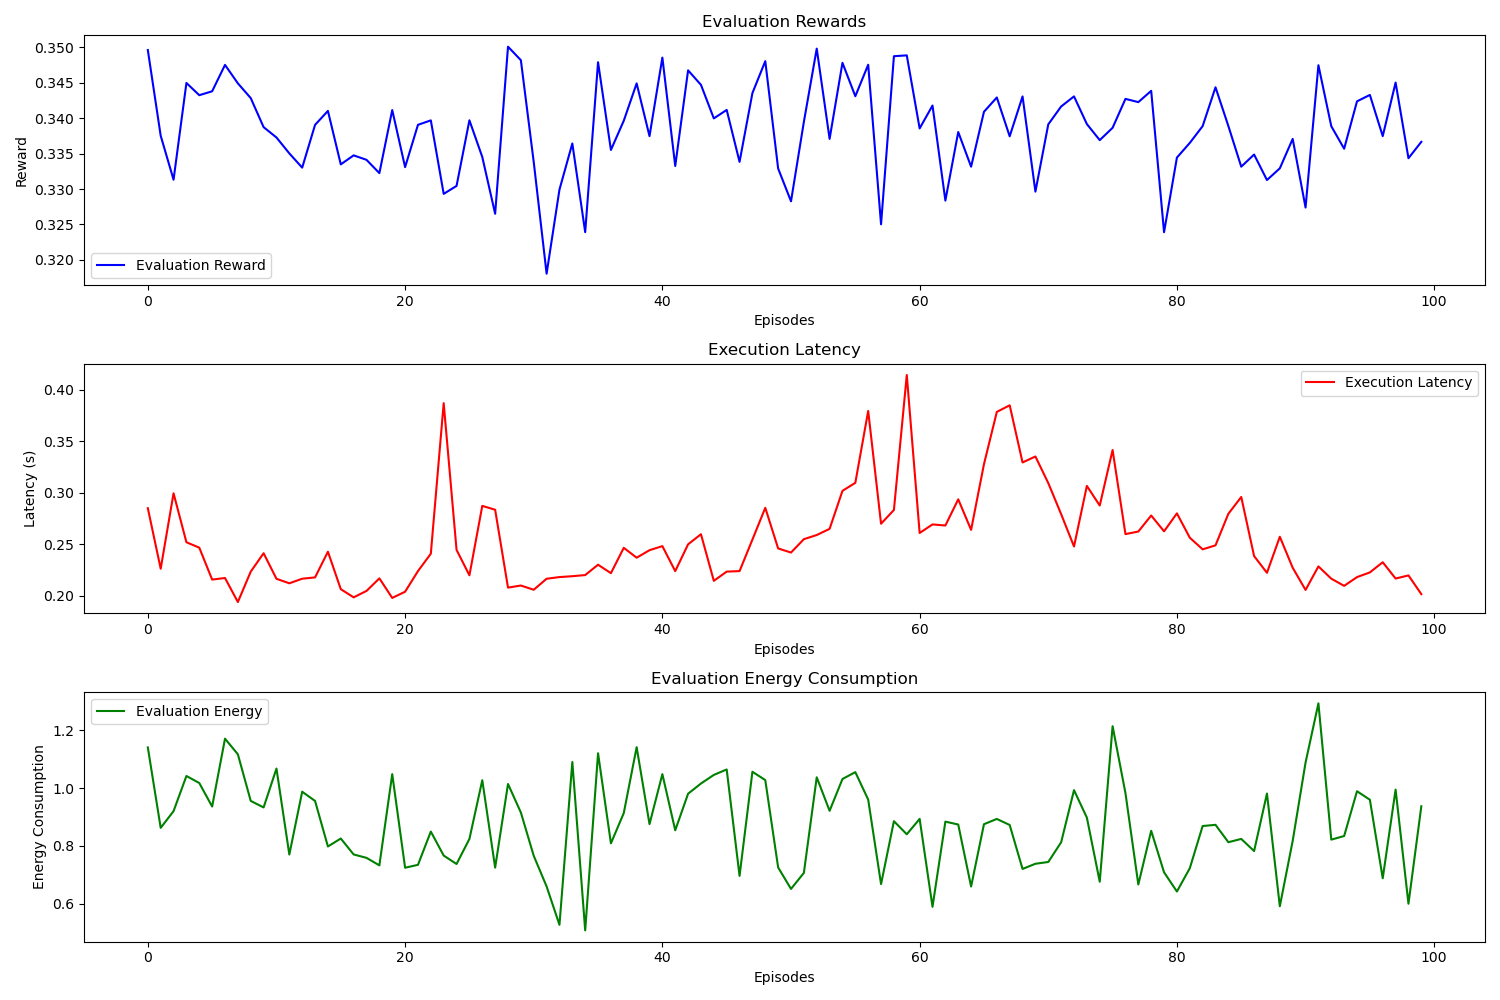 Evaluation Rewards
0.350
0.345
0.340
0.335
0.330
0.325
0.320
Reward
Evaluation Reward
0 20 40 60 80 100
Episodes
Execution Latency
0.40
0.35
0.30
0.25
0.20
Latency (s)
Execution Latency
0 20 40 60 80 100
Episodes
Evaluation Energy Consumption
1.2
1.0
0.8
0.6
Energy Consumption
Evaluation Energy
0 20 40 60 80 100
Episodes